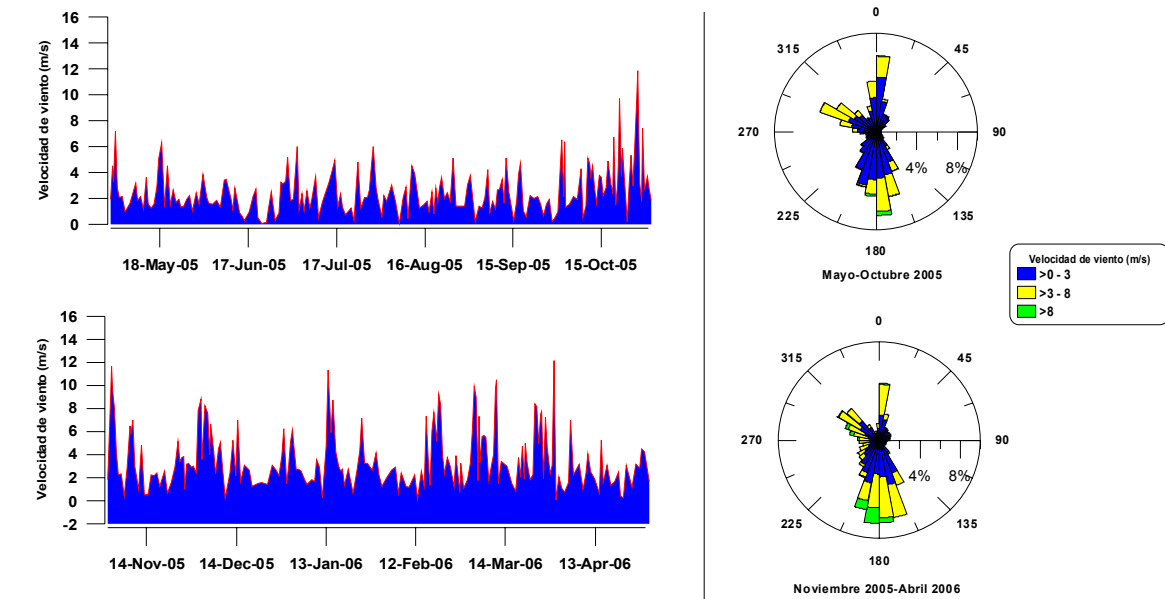 Velocidad de viento (m/s)
16
14
12
10
8
6
4
2
0
18-May-05 17-Jun-05 17-Jul-05 16-Aug-05 15-Sep-05 15-Oct-05
Velocidad de viento (m/s)
16
14
12
10
8
6
4
2
0
-2
14-Nov-05 14-Dec-05 13-Jan-06 12-Feb-06 14-Mar-06 13-Apr-06
0
315 45
270 4% 8% 90
225 135
180
Mayo-Octubre 2005
Velocidad de viento (m/s)
>0 - 3
>3 - 8
>8
0
315 45
270 4% 8% 90
225 135
180
Noviembre 2005-Abril 2006